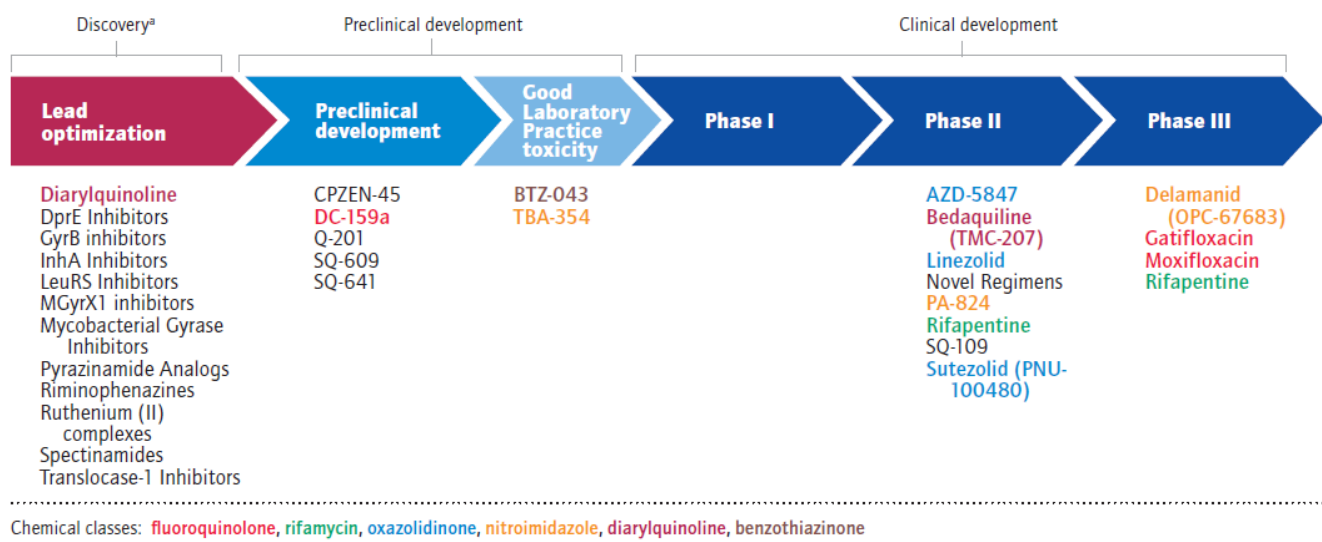 Discoveryᵃ
Preclinical development
Clinical development
Lead
optimization
Preclinical
development
Good
Laboratory
Practice
toxicity
Phase I
Phase II
Phase III
Diarylquinoline
DprE Inhibitors
GyrB inhibitors
InhA Inhibitors
LeuRS Inhibitors
MGyrX1 inhibitors
Mycobacterial Gyrase
Inhibitors
Pyrazinamide Analogs
Riminophenazines
Ruthenium (II)
complexes
Spectinamides
Translocase-1 Inhibitors
CPZEN-45
DC-159a
Q-201
SQ-609
SQ-641
BTZ-043
TBA-354
AZD-5847
Bedaquiline
(TMC-207)
Linezolid
Novel Regimens
PA-824
Rifapentine
SQ-109
Sutezolid (PNU-
100480)
Delamanid
(OPC-67683)
Gatifloxacin
Moxifloxacin
Rifapentine
Chemical classes: fluoroquinolone, rifamycin, oxazolidinone, nitroimidazole, diarylquinoline, benzothiazinone